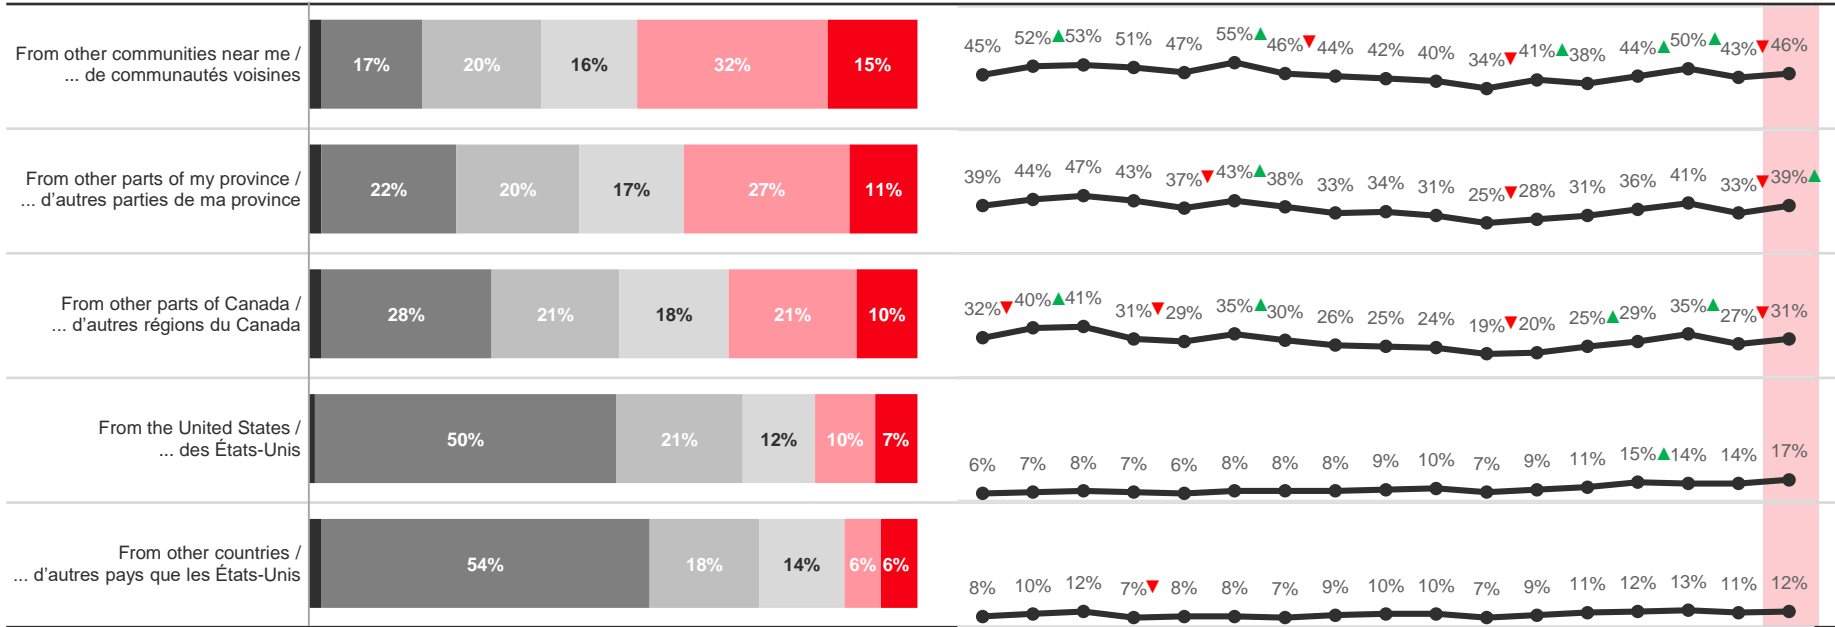 From other communities near me /
... de communautés voisines
17% 20% 16% 32% 15%
45% 52%▲ 53% 51% 47% 55%▲ 46%▼ 44% 42% 40% 34%▼ 41%▲ 38% 44%▲ 50%▲ 43%▼ 46%
From other parts of my province /
... d'autres parties de ma province
22% 20% 17% 27% 11%
39% 44% 47% 43% 37%▼ 43%▲ 38% 33% 34% 31% 25%▼ 28% 31% 36% 41% 33%▼ 39%▲
From other parts of Canada /
... d'autres régions du Canada
28% 21% 18% 21% 10%
32%▼ 40%▲ 41% 31%▼ 29% 35%▲ 30% 26% 25% 24% 19%▼ 20% 25%▲ 29% 35%▲ 27%▼ 31%
From the United States /
... des États-Unis
50% 21% 12% 10% 7%
6% 7% 8% 7% 6% 8% 8% 8% 9% 10% 7% 9% 11% 15%▲ 14% 14% 17%
From other countries /
... d'autres pays que les États-Unis
54% 18% 14% 6% 6%
8% 10% 12% 7%▼ 8% 8% 7% 9% 10% 10% 7% 9% 11% 12% 13% 11% 12%